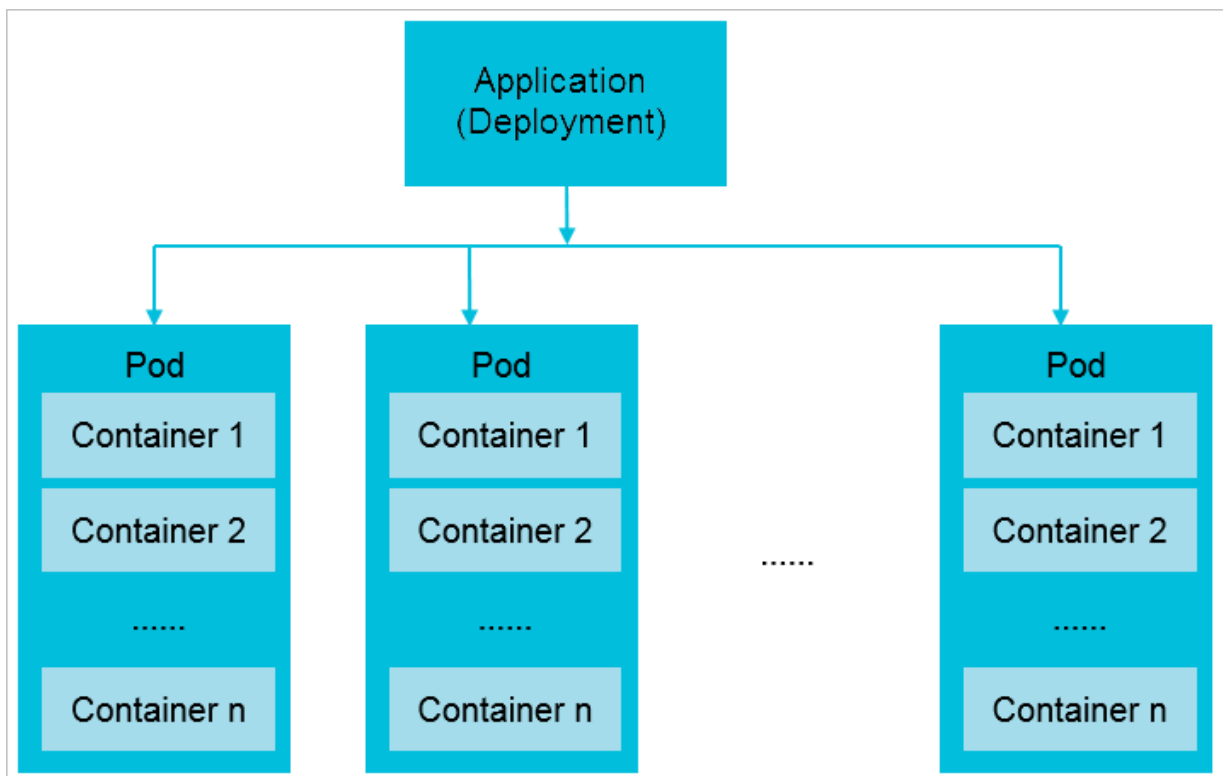 Application
(Deployment)
Pod
Container 1
Container 2
......
Container n
Pod
Container 1
Container 2
......
Container n
......
Pod
Container 1
Container 2
......
Container n